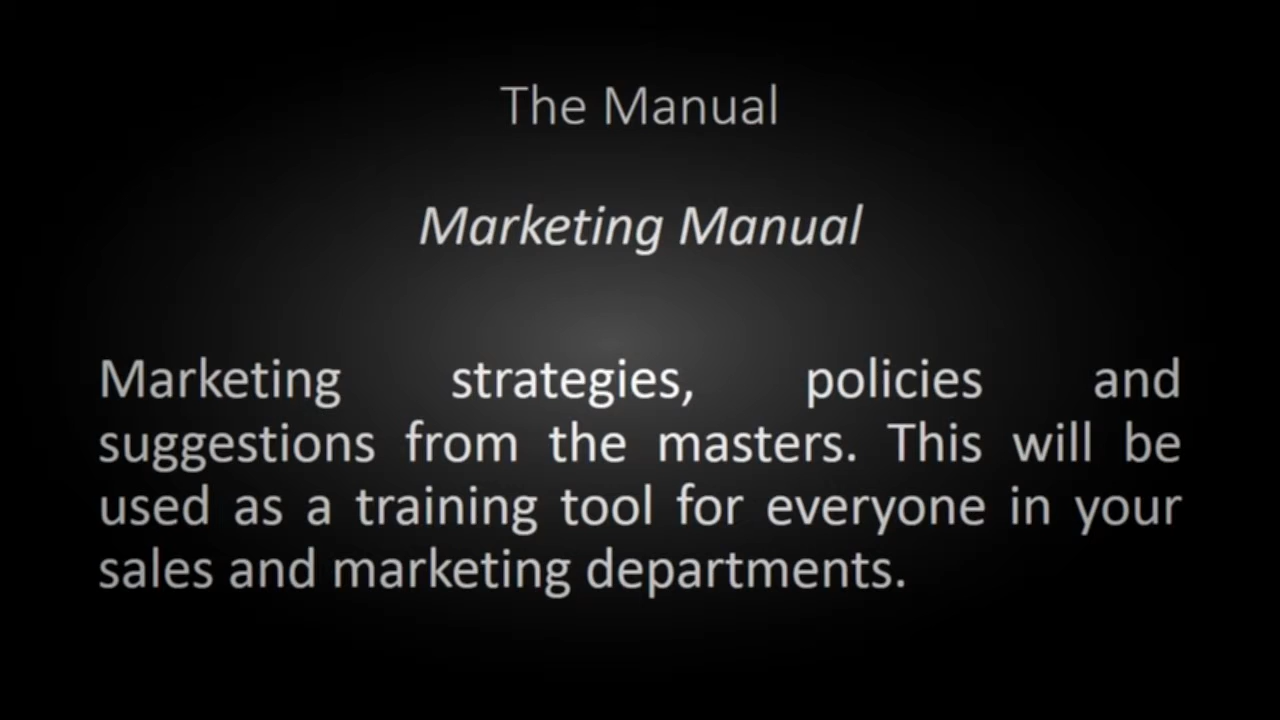 The Manual
Marketing Manual
Marketing strategies, policies and
suggestions from the masters. This will be
used as a training tool for everyone in your
sales and marketing departments.